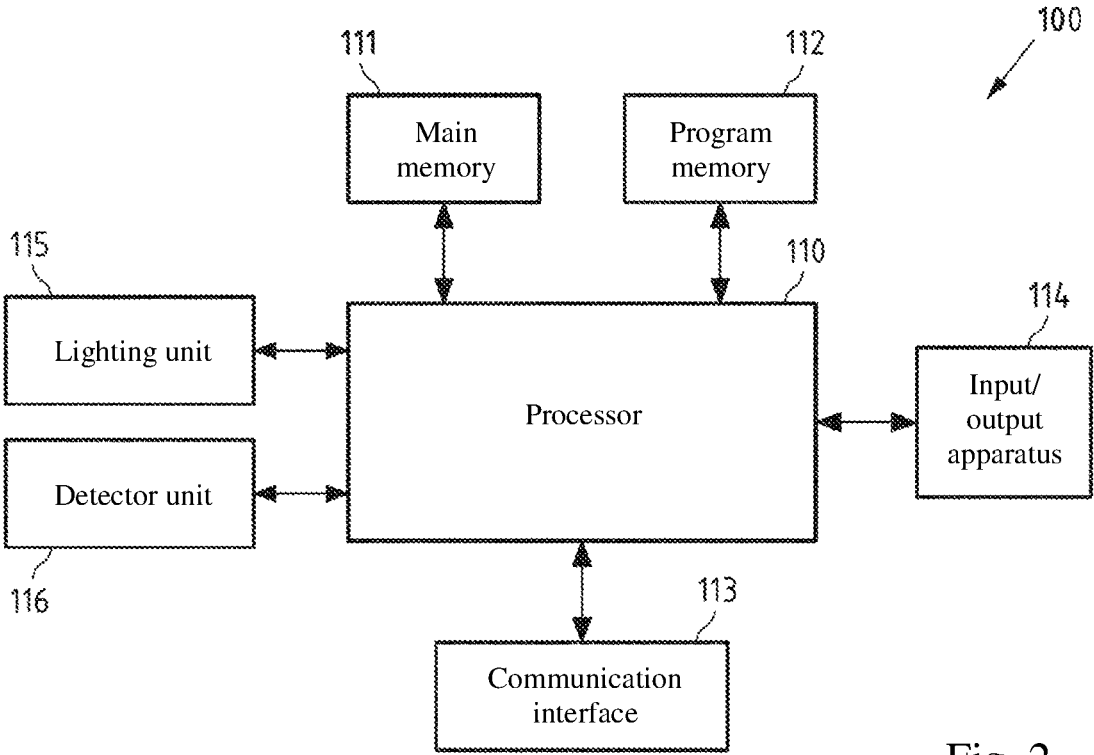 100
111
112
Main
memory
Program
memory
115
110
114
Lighting unit
Processor
Input/
output
apparatus
Detector unit
116
113
Communication
interface
Fig. 2